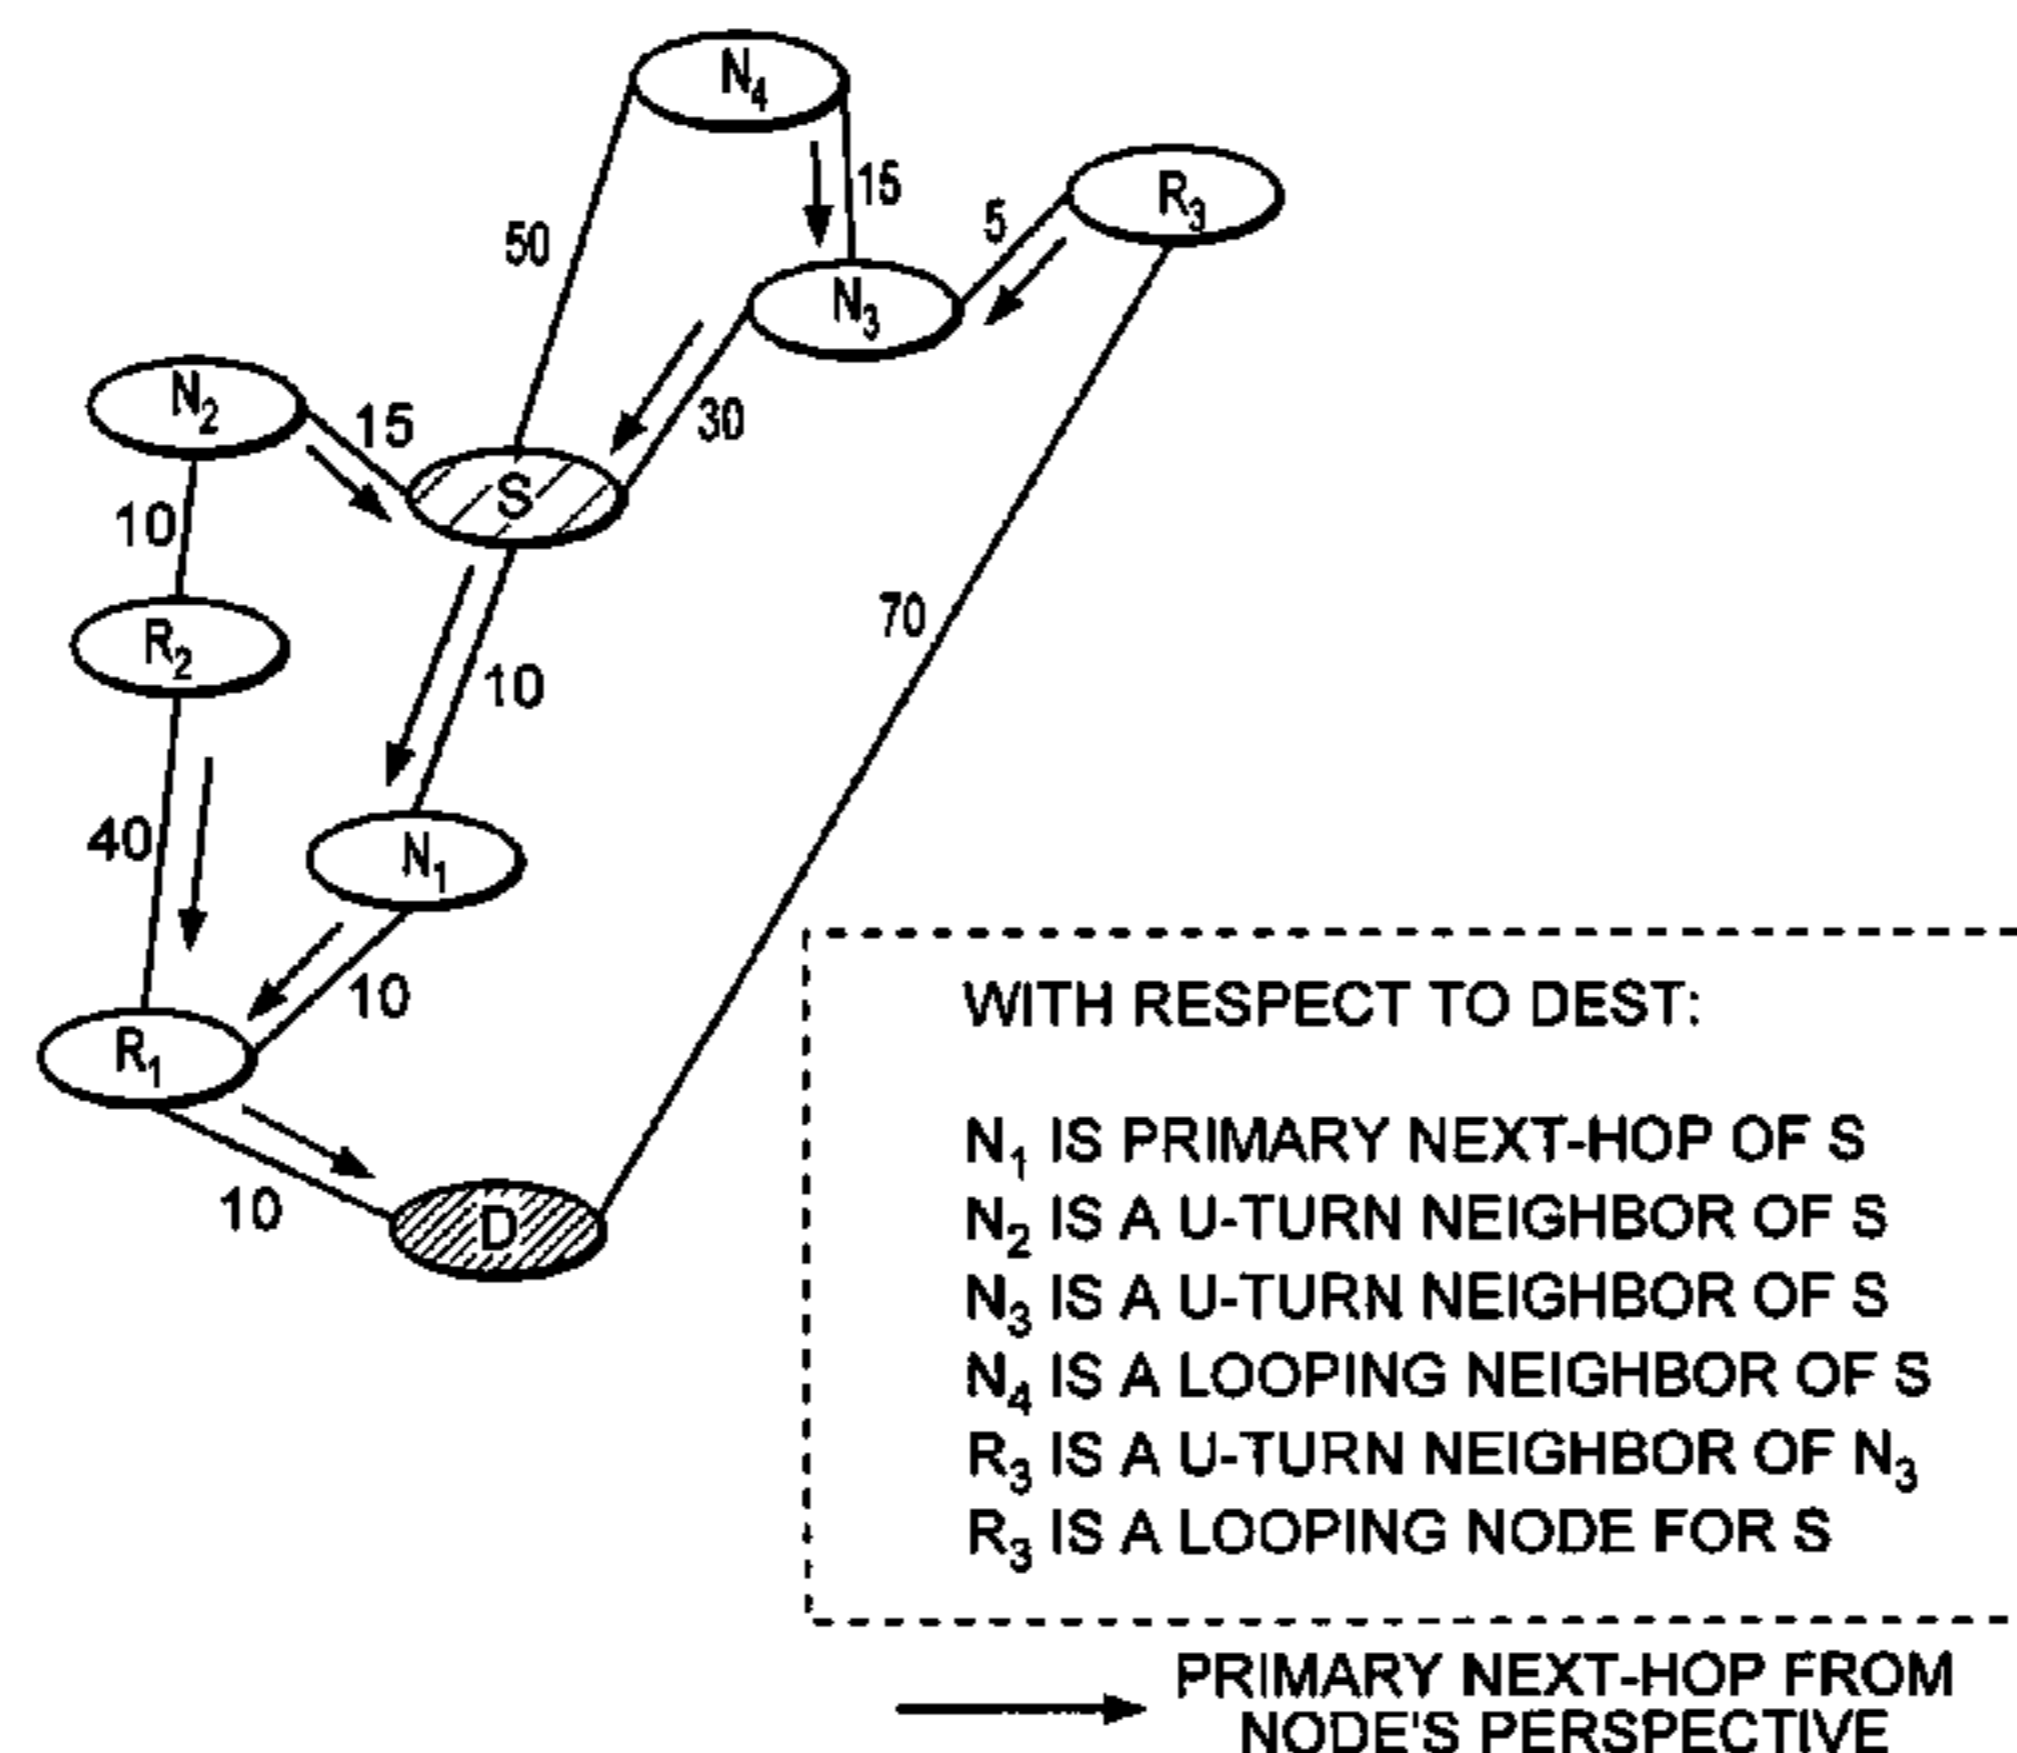 N4
50
15
5
R3
N3
N2
15
30
S
10
R2
70
10
40
N1
10
R1
10
D
WITH RESPECT TO DEST:
N1 IS PRIMARY NEXT-HOP OF S
N2 IS A U-TURN NEIGHBOR OF S
N3 IS A U-TURN NEIGHBOR OF S
N4 IS A LOOPING NEIGHBOR OF S
R3 IS A U-TURN NEIGHBOR OF N3
R3 IS A LOOPING NODE FOR S
PRIMARY NEXT-HOP FROM
NODE'S PERSPECTIVE